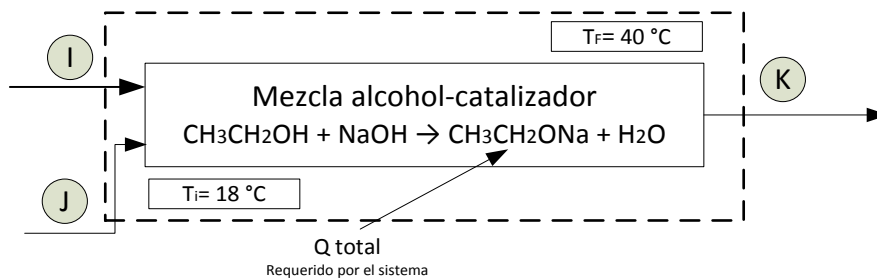 TF= 40 °C
I
K
Mezcla alcohol-catalizador
CH3CH2OH + NaOH → CH3CH2ONa + H2O
Ti= 18 °C
J
Q total
Requerido por el sistema